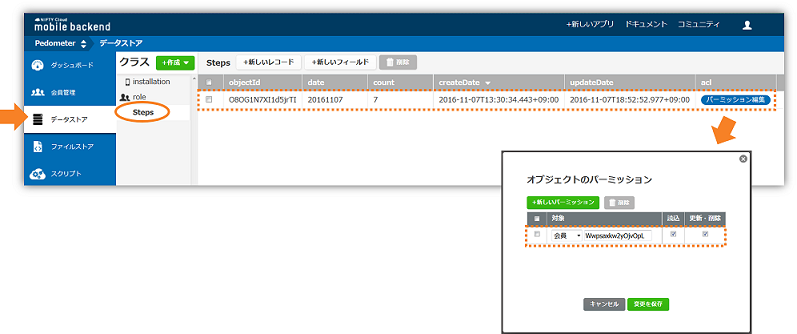 NIFTY Cloud
mobile backend
+新しいアプリ ドキュメント コミュニティ
Pedometer データストア
ダッシュボード
会員管理
データストア
ファイルストア
スクリプト
クラス +作成
installation
role
Steps
Steps +新しいレコード +新しいフィールド 削除
objectId date count createDate updateDate acl
O8OG1N7XI1d5jrTI 20161107 7 2016-11-07T13:30:34.443+09:00 2016-11-07T18:52:52.977+09:00 パーミッション編集
オブジェクトのパーミッション
+新しいパーミッション 削除
対象 読込 更新・削除
会員 Wwpsaxkw2yOjvOpL
キャンセル 変更を保存